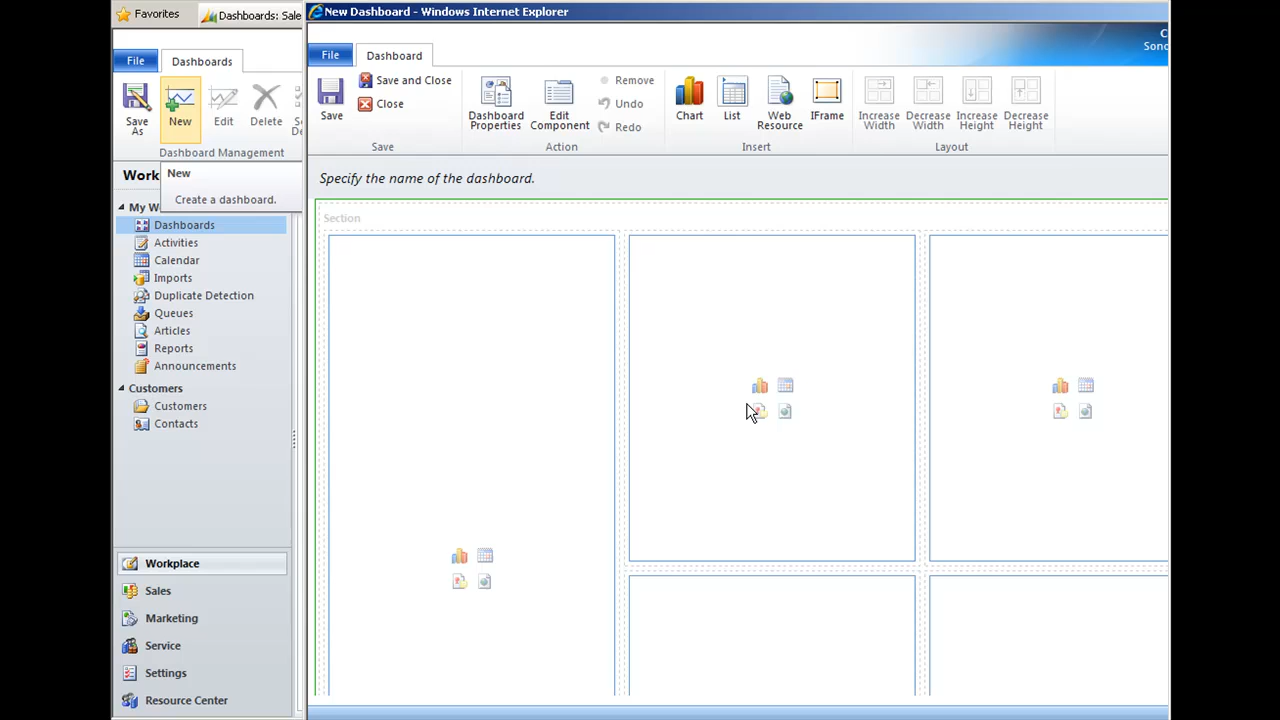 Favorites
Dashboards: Sale
New Dashboard - Windows Internet Explorer
File
Dashboards
Save As
New
Edit
Delete
Dashboard Management
New
Create a dashboard.
Work
My W
Dashboards
Activities
Calendar
Imports
Duplicate Detection
Queues
Articles
Reports
Announcements
Customers
Customers
Contacts
Workplace
Sales
Marketing
Service
Settings
Resource Center
File
Dashboard
Sono
Save
Save and Close
Close
Save
Dashboard Properties
Edit Component
Remove
Undo
Redo
Action
Chart
List
Web Resource
IFrame
Insert
Increase Width
Decrease Width
Increase Height
Decrease Height
Layout
Specify the name of the dashboard.
Section